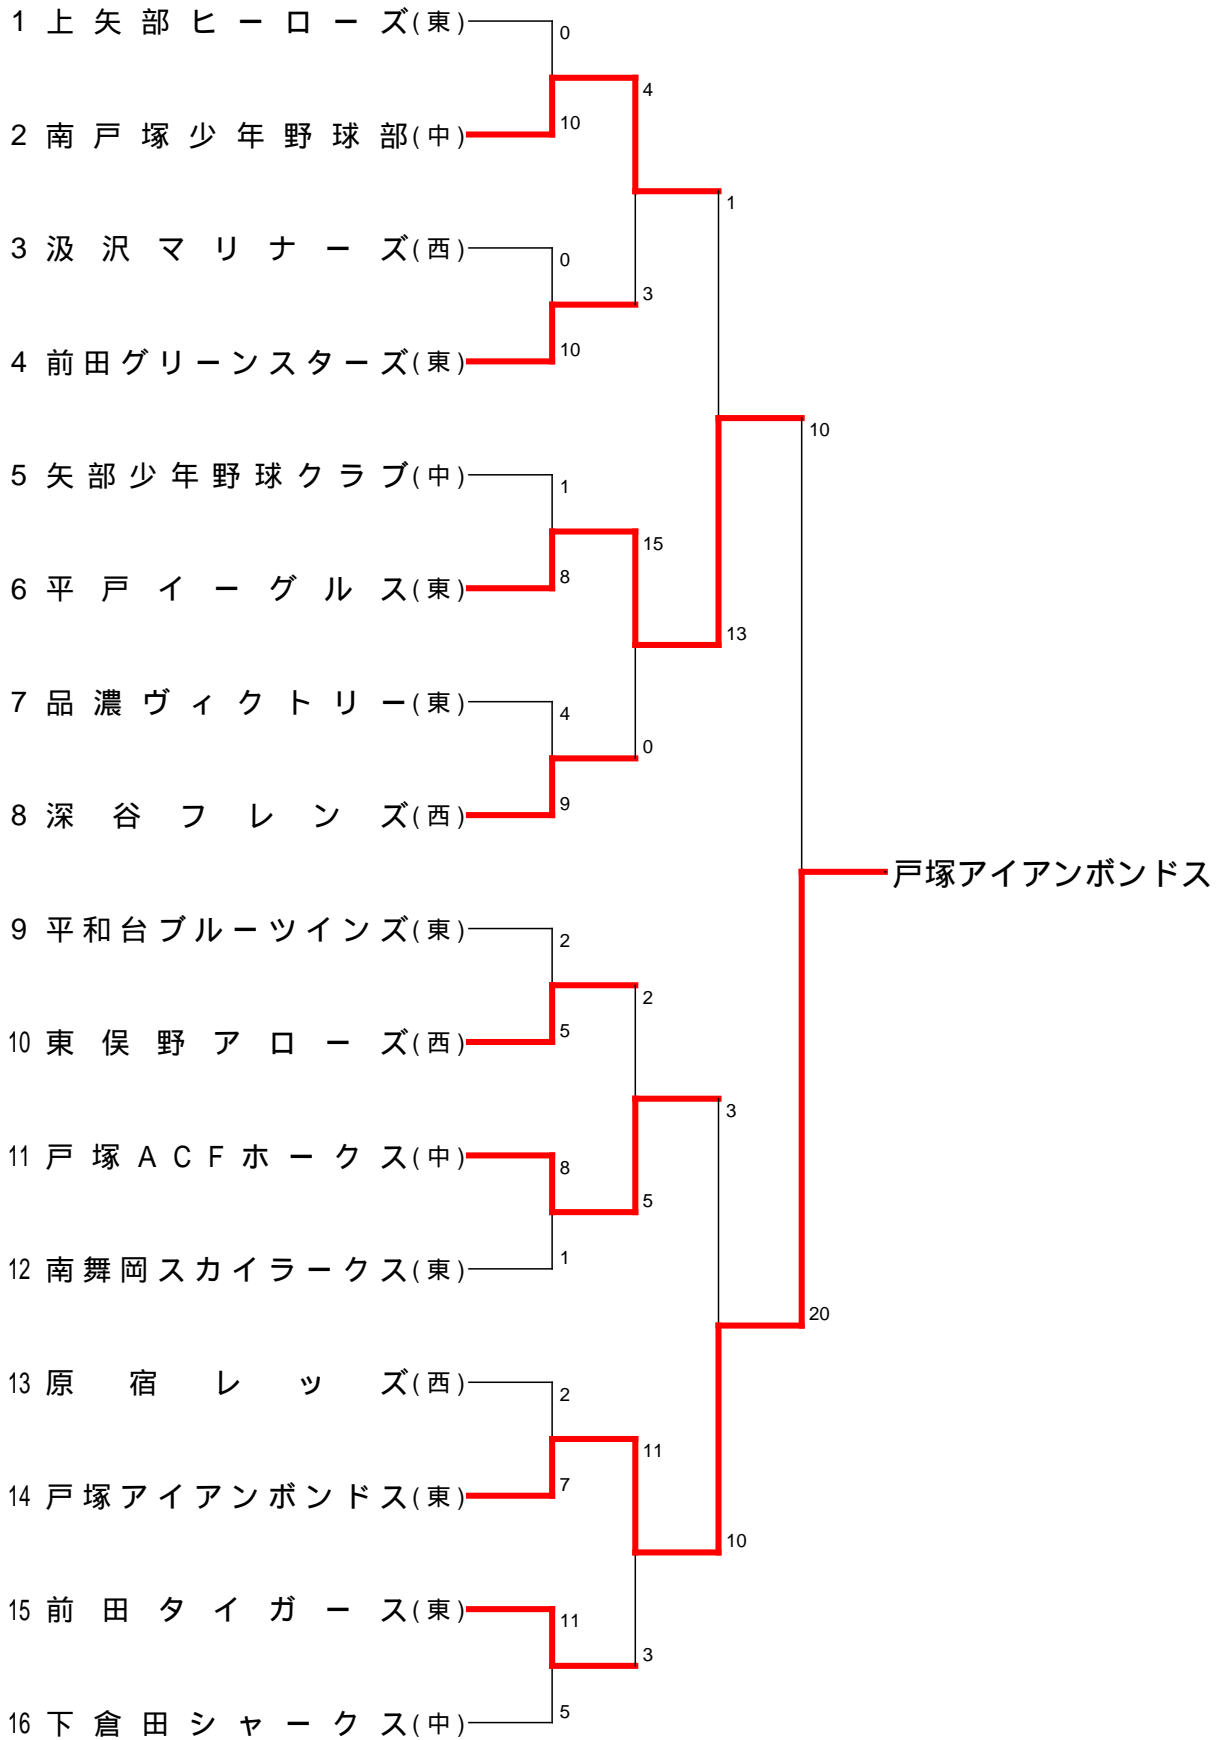 1 上矢部ヒーローズ(東)
0
4
10
2 南戸塚少年野球部(中)
1
3 汲沢マリナーズ(西)
0
3
10
4 前田グリーンスターズ(東)
10
5 矢部少年野球クラブ(中)
1
15
8
6 平戸イーグルス(東)
13
7 品濃ヴィクトリー(東)
4
0
9
8 深谷フレンズ(西)
戸塚アイアンボンドス
9 平和台ブルーツインズ(東)
2
2
5
10 東俣野アローズ(西)
3
11 戸塚ACFホークス(中)
8
5
1
12 南舞岡スカイラークス(東)
20
13 原宿レッズ(西)
2
11
7
14 戸塚アイアンボンドス(東)
10
15 前田タイガース(東)
11
3
5
16 下倉田シャークス(中)